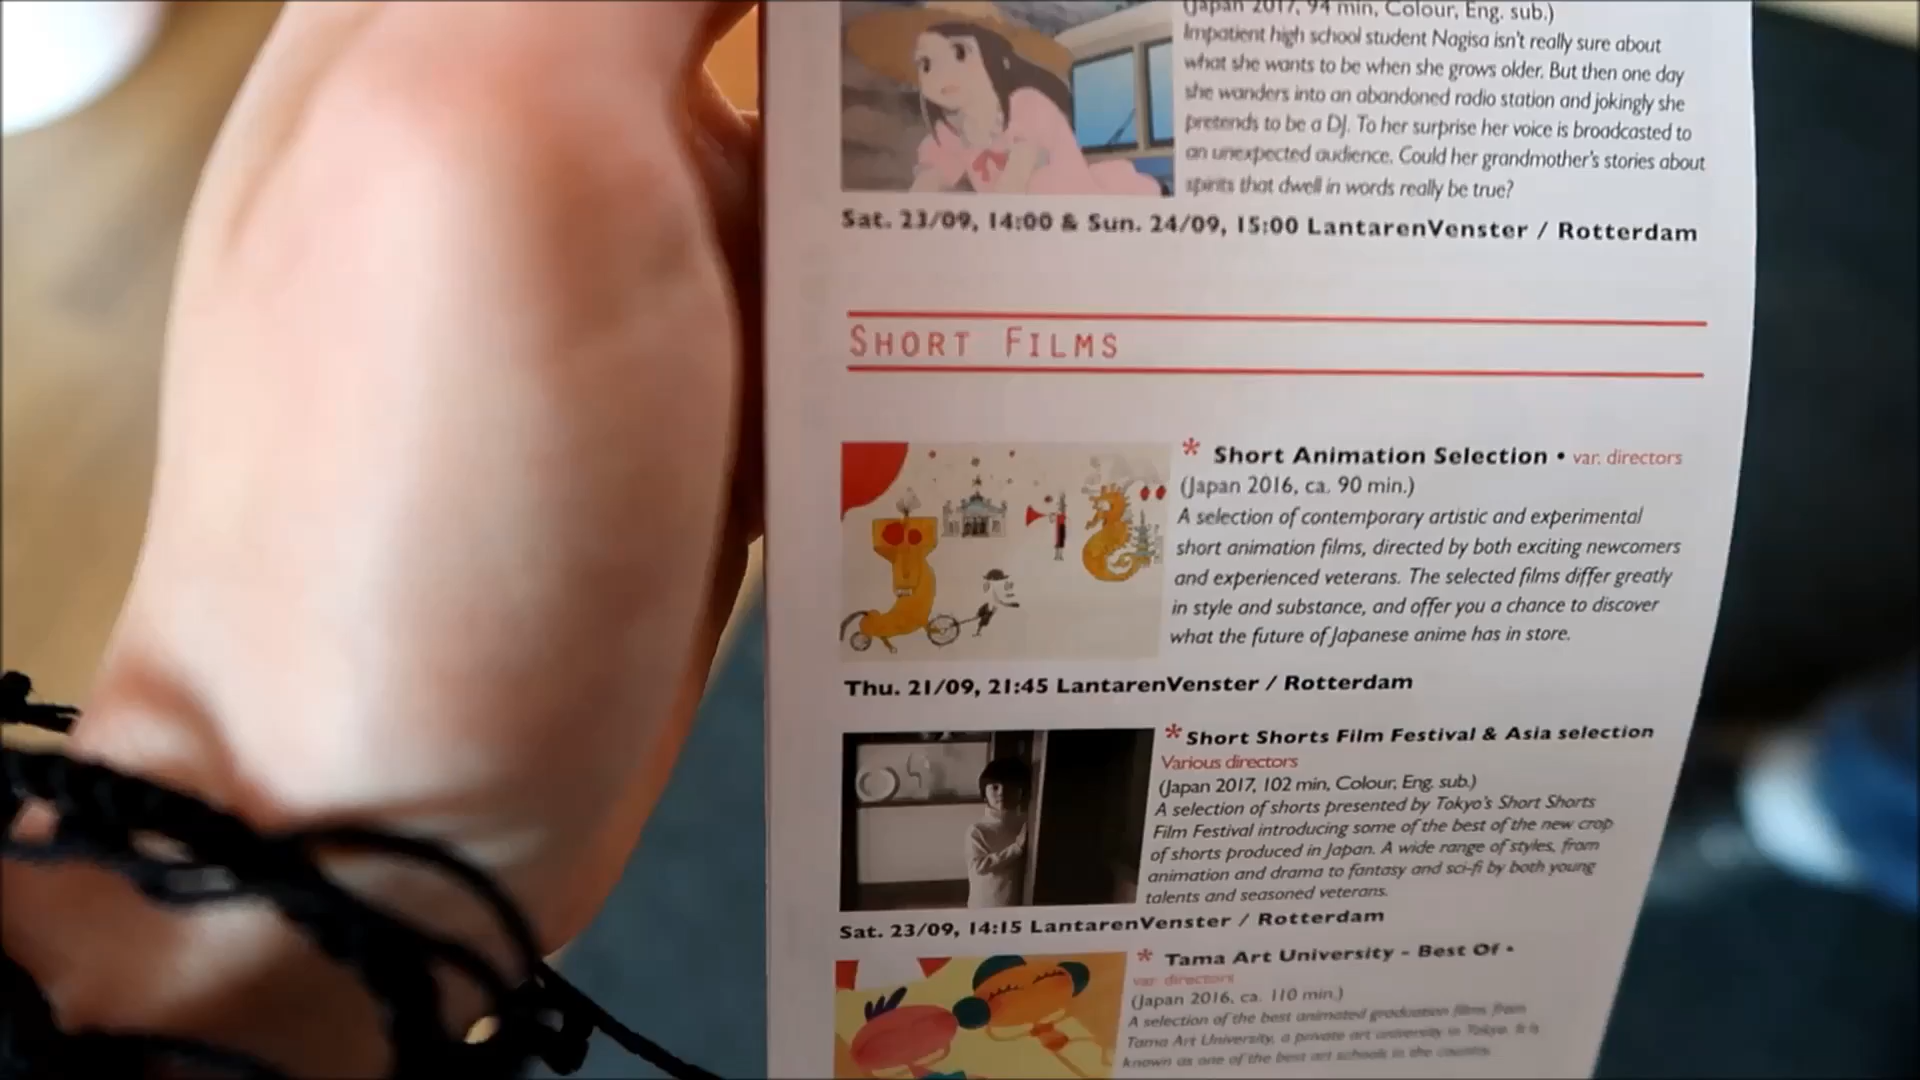 (Japan 2017, 94 min, Colour, Eng. sub.)
Impatient high school student Nagisa isn't really sure about
what she wants to be when she grows older. But then one day
she wanders into an abandoned radio station and jokingly she
pretends to be a DJ. To her surprise her voice is broadcasted to
an unexpected audience. Could her grandmother's stories about
spirits that dwell in words really be true?
Sat. 23/09, 14:00 & Sun. 24/09, 15:00 LantarenVenster / Rotterdam
SHORT FILMS
* Short Animation Selection • var. directors
(Japan 2016, ca. 90 min.)
A selection of contemporary artistic and experimental
short animation films, directed by both exciting newcomers
and experienced veterans. The selected films differ greatly
in style and substance, and offer you a chance to discover
what the future of Japanese anime has in store.
Thu. 21/09, 21:45 LantarenVenster / Rotterdam
* Short Shorts Film Festival & Asia selection
Various directors
(Japan 2017, 102 min, Colour, Eng. sub.)
A selection of shorts presented by Tokyo's Short Shorts
Film Festival introducing some of the best of the new crop
of shorts produced in Japan. A wide range of styles, from
animation and drama to fantasy and sci-fi by both young
talents and seasoned veterans.
Sat. 23/09, 14:15 LantarenVenster / Rotterdam
* Tama Art University - Best Of •
var. directors
(Japan 2016, ca. 110 min.)
A selection of the best animated graduation films from
Tama Art University, a private art university in Tokyo. It is
known as one of the best art schools in the country.